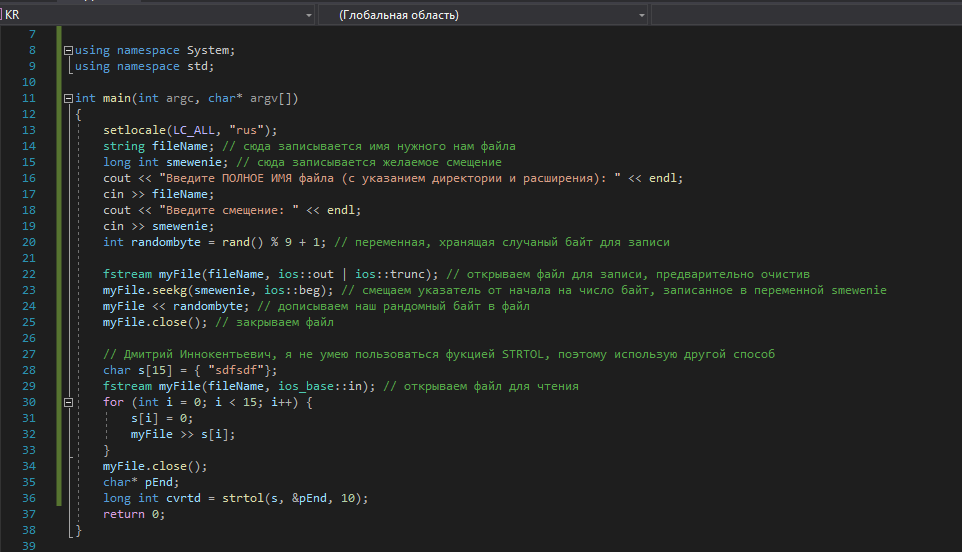 KR (Глобальная область)
7
8 using namespace System;
9 using namespace std;
10
11 int main(int argc, char* argv[])
12 {
13 setlocale(LC_ALL, "rus");
14 string fileName; // сюда записывается имя нужного нам файла
15 long int smewenie; // сюда записывается желаемое смещение
16 cout << "Введите ПОЛНОЕ ИМЯ файла (с указанием директории и расширения): " << endl;
17 cin >> fileName;
18 cout << "Введите смещение: " << endl;
19 cin >> smewenie;
20 int randombyte = rand() % 9 + 1; // переменная, хранящая случаный байт для записи
21
22 fstream myFile(fileName, ios::out | ios::trunc); // открываем файл для записи, предварительно очистив
23 myFile.seekg(smewenie, ios::beg); // смещаем указатель от начала на число байт, записанное в переменной smewenie
24 myFile << randombyte; // дописываем наш рандомный байт в файл
25 myFile.close(); // закрываем файл
26
27 // Дмитрий Иннокентьевич, я не умею пользоваться фукцией STRTOL, поэтому использую другой способ
28 char s[15] = { "sdfsdf"};
29 fstream myFile(fileName, ios_base::in); // открываем файл для чтения
30 for (int i = 0; i < 15; i++) {
31 s[i] = 0;
32 myFile >> s[i];
33 }
34 myFile.close();
35 char* pEnd;
36 long int cvrtd = strtol(s, &pEnd, 10);
37 return 0;
38 }
39